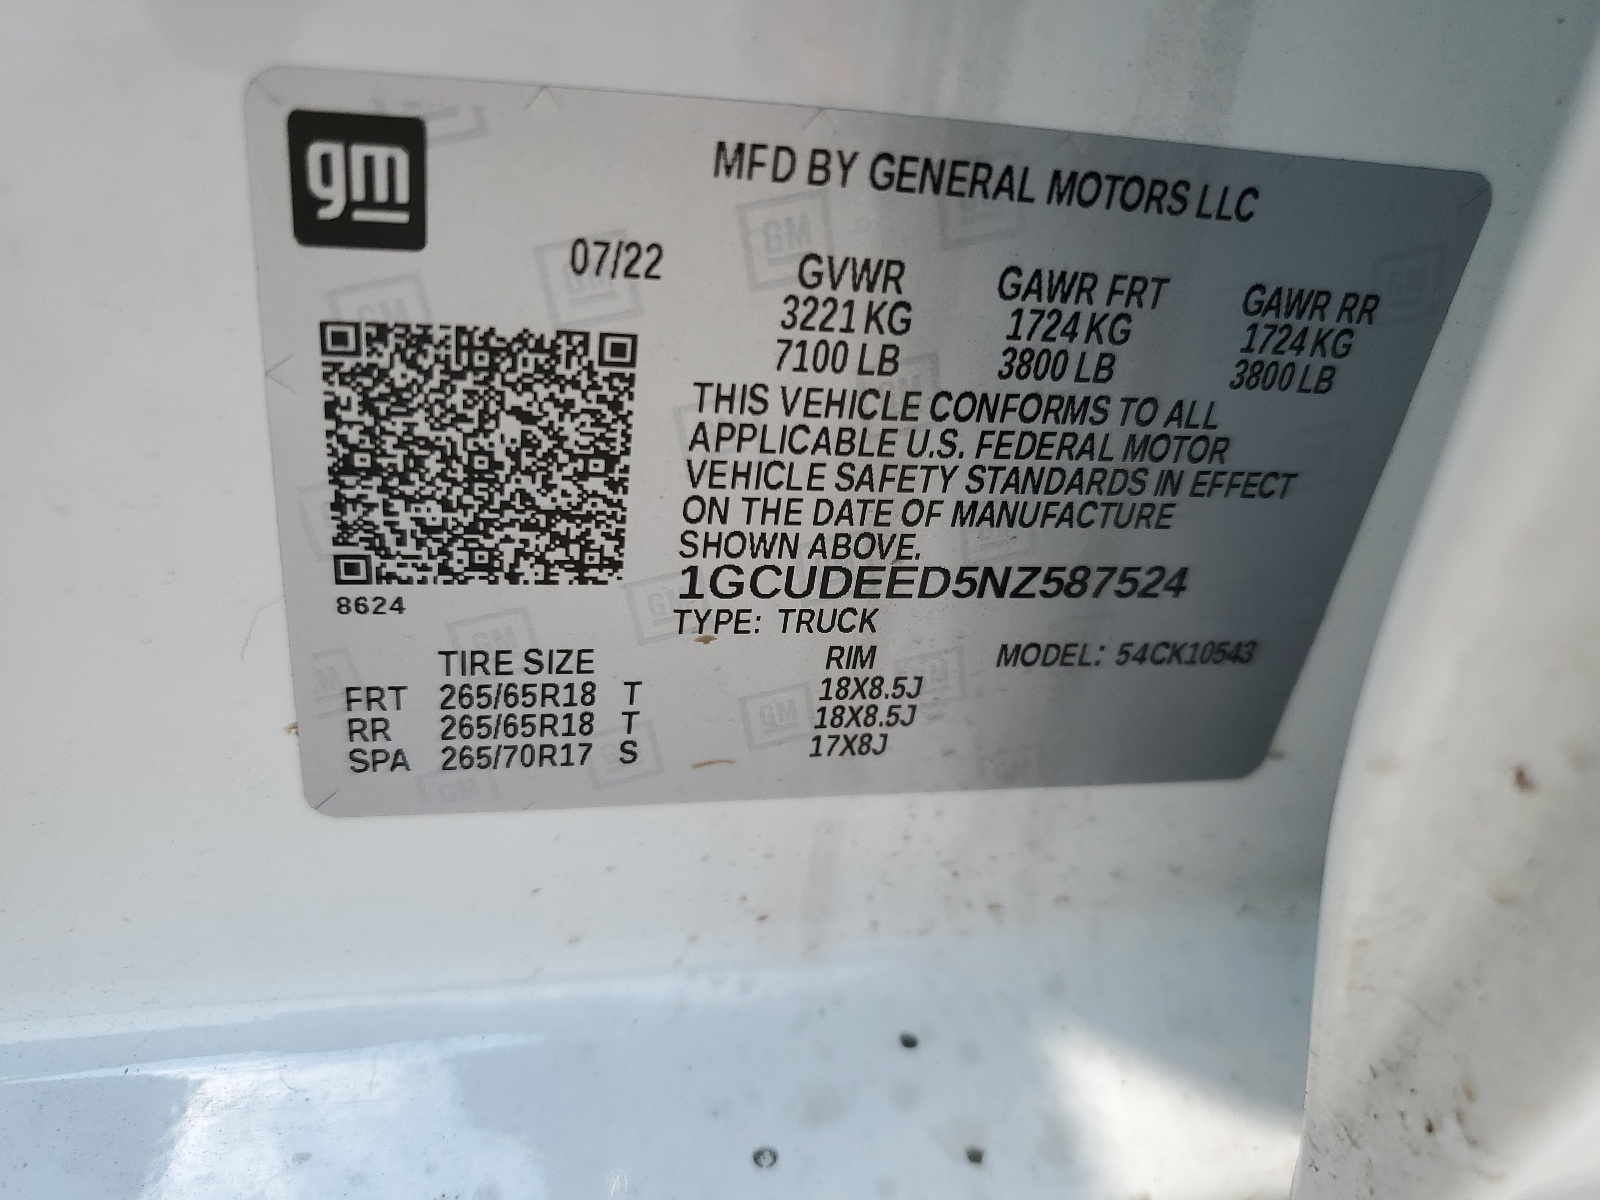 gm
MFD BY GENERAL MOTORS LLC
07/22
GVWR GAWR FRT GAWR RR
3221 KG 1724 KG 1724 KG
7100 LB 3800 LB 3800 LB
THIS VEHICLE CONFORMS TO ALL
APPLICABLE U.S. FEDERAL MOTOR
VEHICLE SAFETY STANDARDS IN EFFECT
ON THE DATE OF MANUFACTURE
SHOWN ABOVE.
1GCUDEED5NZ587524
8624
TYPE: TRUCK
MODEL: 54CK10543
TIRE SIZE RIM
FRT 265/65R18 T 18X8.5J
RR 265/65R18 T 18X8.5J
SPA 265/70R17 S 17X8J